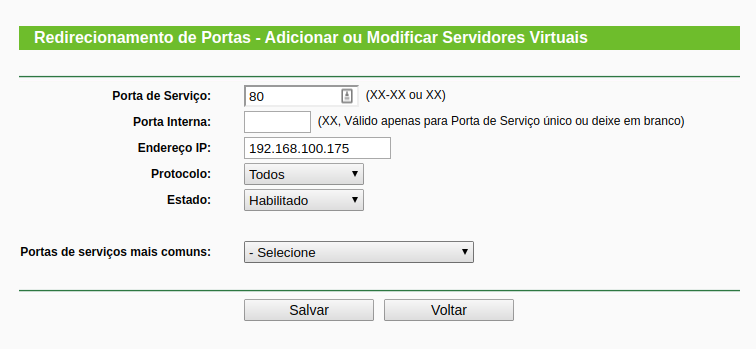 Redirecionamento de Portas - Adicionar ou Modificar Servidores Virtuais
Porta de Serviço: 80 (XX-XX ou XX)
Porta Interna: (XX, Válido apenas para Porta de Serviço único ou deixe em branco)
Endereço IP: 192.168.100.175
Protocolo: Todos
Estado: Habilitado
Portas de serviços mais comuns: - Selecione
Salvar Voltar